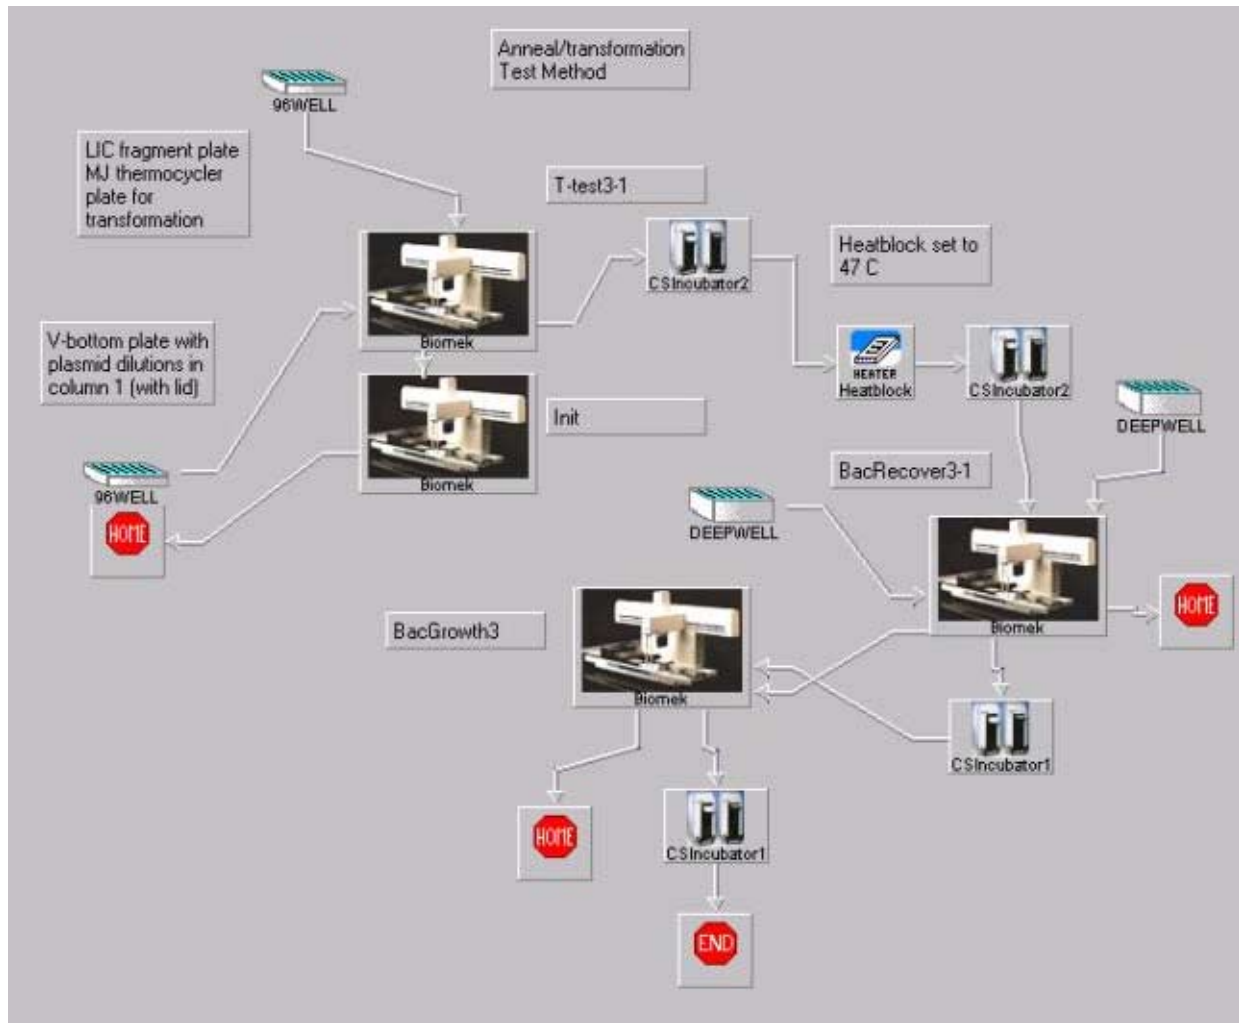 Anneal/transformation
Test Method
96WELL
LIC fragment plate
MJ thermocycler
plate for
transformation
T-test3-1
CSIncubator2
Heatblock set to
47 C
Biomek
V-bottom plate with
plasmid dilutions in
column 1 (with lid)
HEATER
Heatblock
CSIncubator2
DEEPWELL
Init
Biomek
BacRecover3-1
96WELL
HOME
DEEPWELL
Biomek
HOME
BacGrowth3
Biomek
CSIncubator1
HOME
CSIncubator1
END